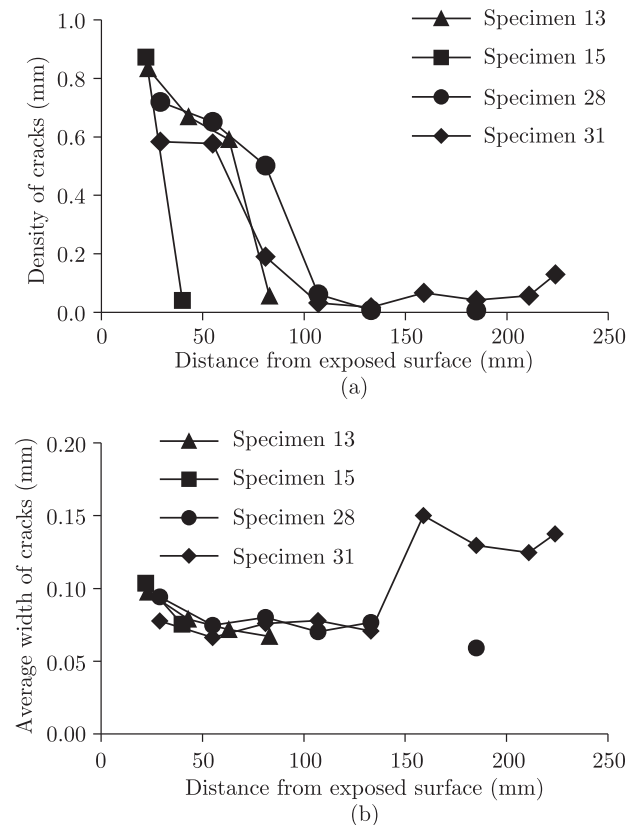 Density of cracks (mm)
1.0
0.8
0.6
0.4
0.2
0.0
Specimen 13
Specimen 15
Specimen 28
Specimen 31
0 50 100 150 200 250
Distance from exposed surface (mm)
(a)
Average width of cracks (mm)
0.20
0.15
0.10
0.05
0.00
Specimen 13
Specimen 15
Specimen 28
Specimen 31
0 50 100 150 200 250
Distance from exposed surface (mm)
(b)